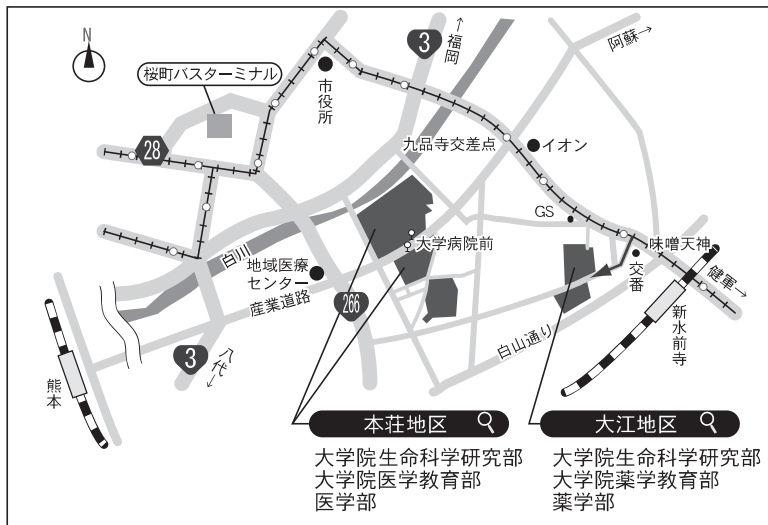 N
桜町バスターミナル
市役所
3
←福岡
阿蘇→
28
九品寺交差点
イオン
GS
味噌天神
大学病院前
白川
地域医療
センター
産業道路
266
交番
健軍→
新水前寺
白山通り
3
八代→
熊本
本荘地区
大学院生命科学研究部
大学院医学教育部
医学部
大江地区
大学院生命科学研究部
大学院薬学教育部
薬学部